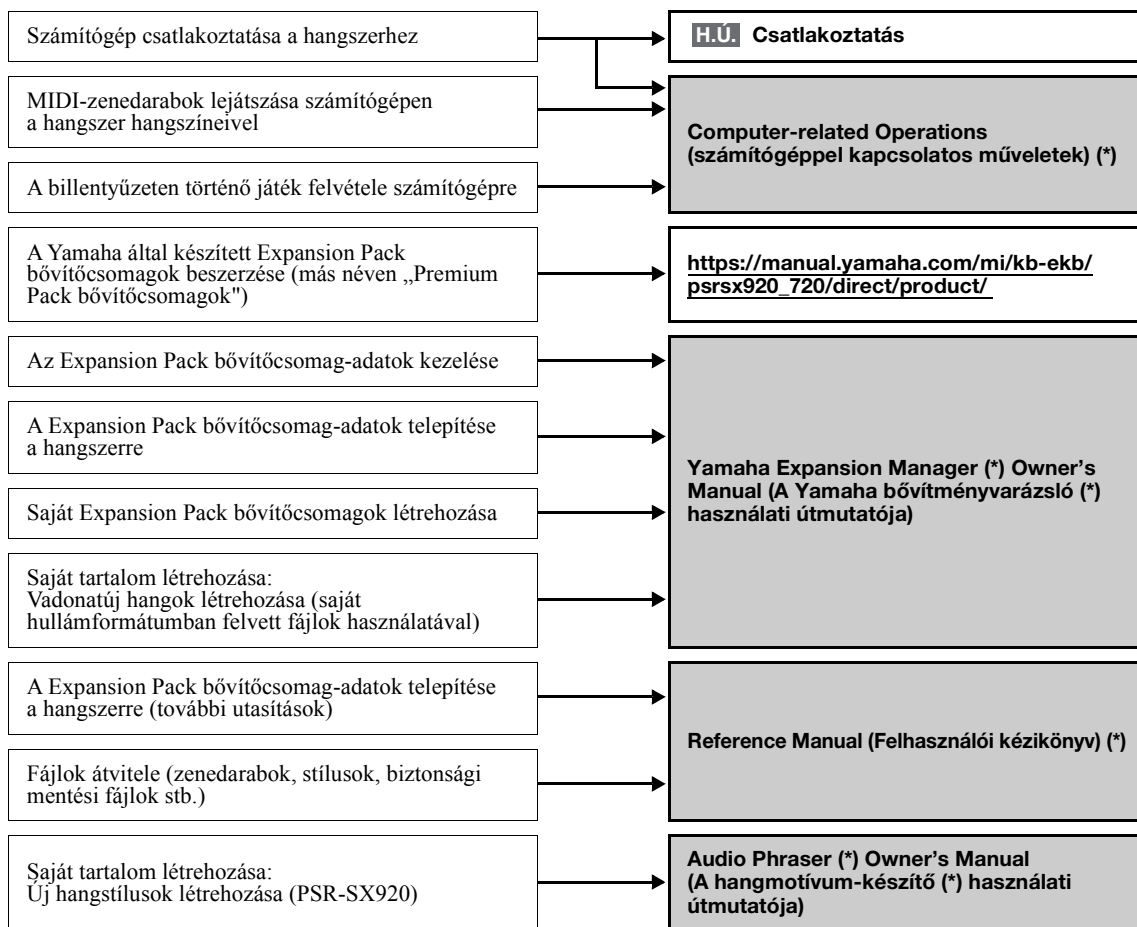 Számítógép csatlakoztatása a hangszerhez
H.Ú. Csatlakoztatás
MIDI-zenedarabok lejátszása számítógépen
a hangszer hangszíneivel
Computer-related Operations
(számítógéppel kapcsolatos műveletek) (*)
A billentyűzeten történő játék felvétele számítógépre
A Yamaha által készített Expansion Pack
bővítőcsomagok beszerzése (más néven „Premium
Pack bővítőcsomagok")
https://manual.yamaha.com/mi/kb-ekb/
psrsx920_720/direct/product/
Az Expansion Pack bővítőcsomag-adatok kezelése
A Expansion Pack bővítőcsomag-adatok telepítése
a hangszerre
Saját Expansion Pack bővítőcsomagok létrehozása
Saját tartalom létrehozása:
Vadonatúj hangok létrehozása (saját
hullámformátumban felvett fájlok használatával)
Yamaha Expansion Manager (*) Owner's
Manual (A Yamaha bővítményvarázsló (*)
használati útmutatója)
A Expansion Pack bővítőcsomag-adatok telepítése
a hangszerre (további utasítások)
Fájlok átvitele (zenedarabok, stílusok, biztonsági
mentési fájlok stb.)
Reference Manual (Felhasználói kézikönyv) (*)
Saját tartalom létrehozása:
Új hangstílusok létrehozása (PSR-SX920)
Audio Phraser (*) Owner's Manual
(A hangmotívum-készítő (*) használati
útmutatója)